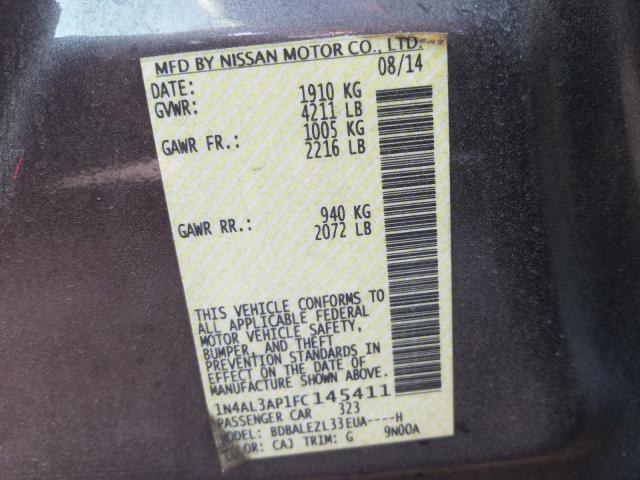 MFD BY NISSAN MOTOR CO., LTD.
DATE: 08/14
GVWR: 1910 KG
4211 LB
GAWR FR.: 1005 KG
2216 LB
GAWR RR.: 940 KG
2072 LB
THIS VEHICLE CONFORMS TO
ALL APPLICABLE FEDERAL
MOTOR VEHICLE SAFETY,
BUMPER, AND THEFT
PREVENTION STANDARDS IN
EFFECT ON THE DATE OF
MANUFACTURE SHOWN ABOVE.
1N4AL3AP1FC145411
PASSENGER CAR 323
MODEL: BDBALEZL33EUA----H
COLOR: CAJ TRIM: G 9N00A